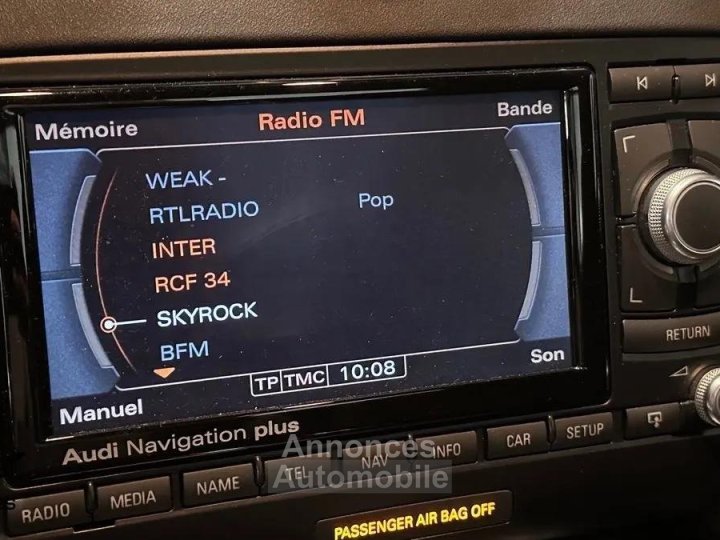 Mémoire
Radio FM
Bande
WEAK -
RTLRADIO Pop
INTER
RCF 34
SKYROCK
BFM
TP TMC 10:08
Manuel
Son
Audi Navigation plus
RETURN
RADIO MEDIA NAME TEL NAV INFO CAR SETUP
Annonces
Automobile
PASSENGER AIR BAG OFF